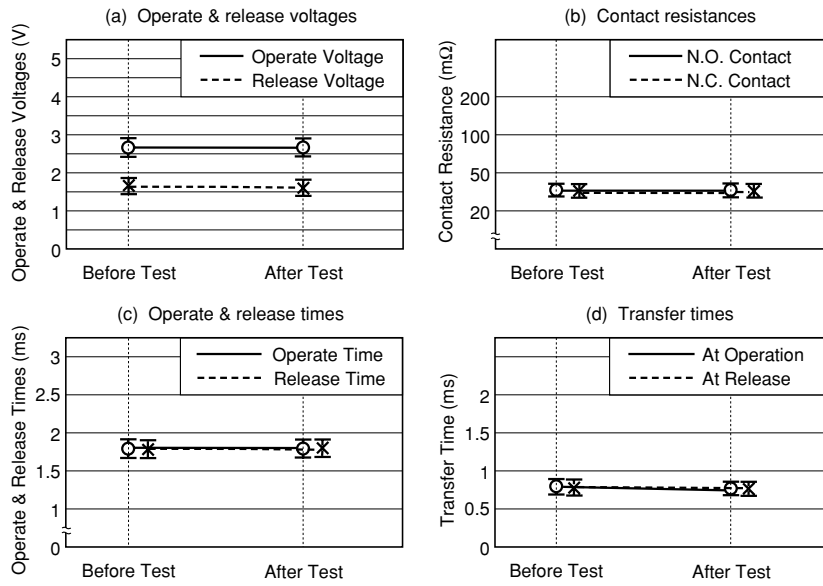 (a) Operate & release voltages
Operate & Release Voltages (V)
5
4
3
2
1
0
Operate Voltage
Release Voltage
Before Test
After Test
(b) Contact resistances
Contact Resistance (mΩ)
200
100
50
20
N.O. Contact
N.C. Contact
Before Test
After Test
(c) Operate & release times
Operate & Release Times (ms)
3
2.5
2
1.5
1
0
Operate Time
Release Time
Before Test
After Test
(d) Transfer times
Transfer Time (ms)
2
1.5
1
0.5
0
At Operation
At Release
Before Test
After Test